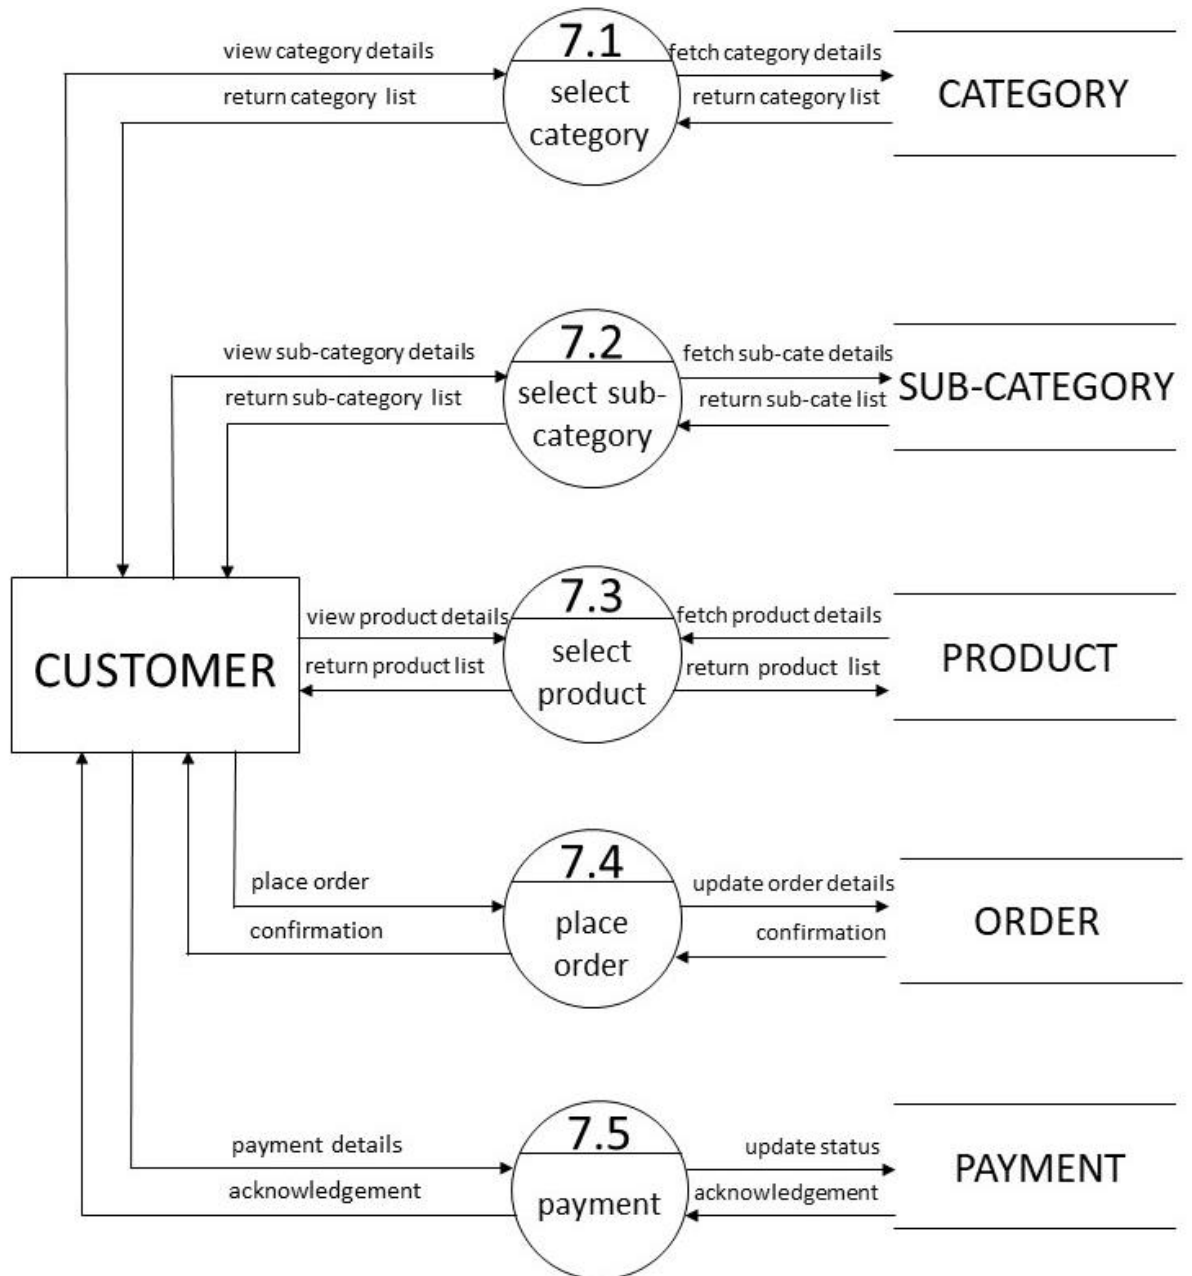 view category details
return category list
7.1
select
category
fetch category details
return category list
CATEGORY
view sub-category details
return sub-category list
7.2
select sub-
category
fetch sub-cate details
return sub-cate list
SUB-CATEGORY
CUSTOMER
view product details
return product list
7.3
select
product
fetch product details
return product list
PRODUCT
place order
confirmation
7.4
place
order
update order details
confirmation
ORDER
payment details
acknowledgement
7.5
payment
update status
acknowledgement
PAYMENT